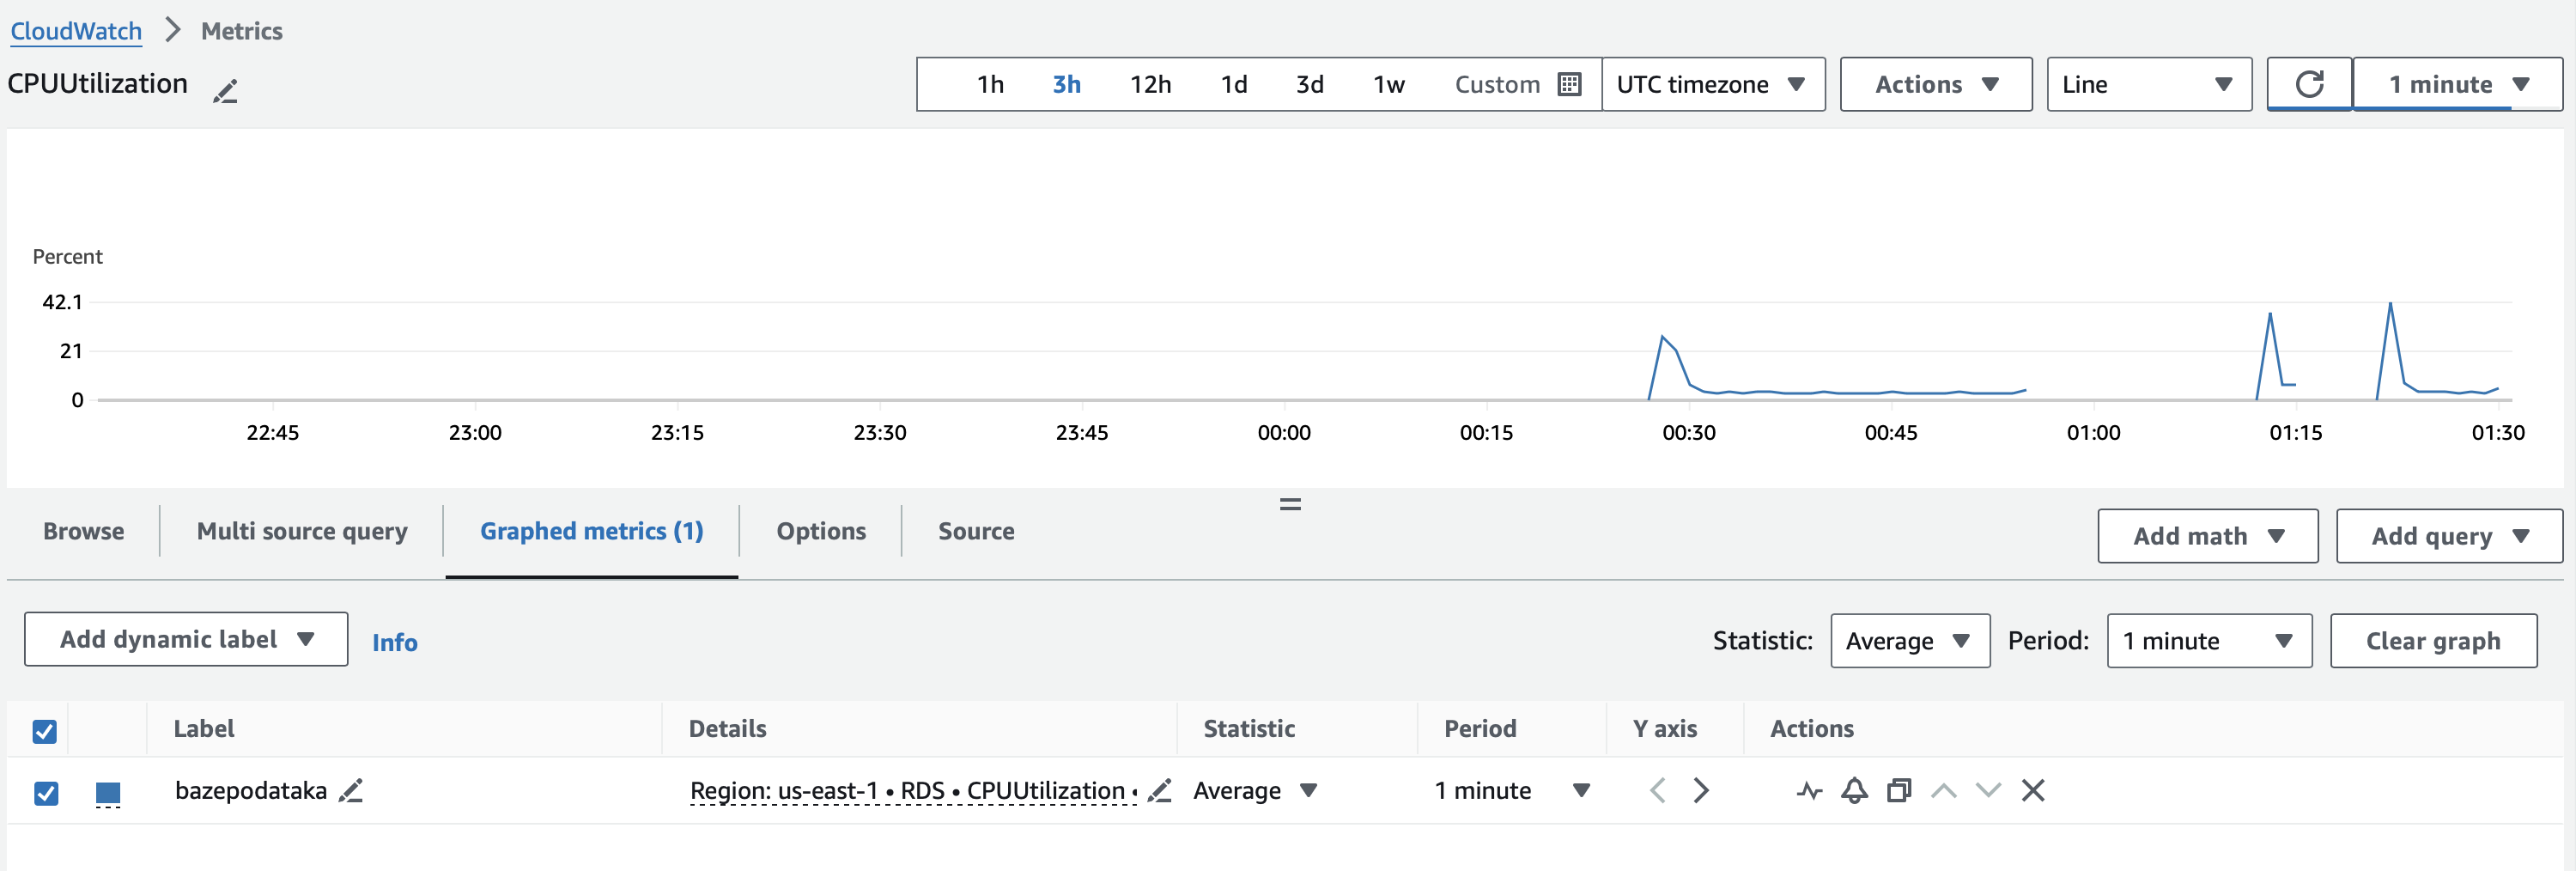 CloudWatch > Metrics
CPUUtilization
1h 3h 12h 1d 3d 1w Custom UTC timezone Actions Line 1 minute
Percent
42.1
21
0
22:45 23:00 23:15 23:30 23:45 00:00 00:15 00:30 00:45 01:00 01:15 01:30
Browse Multi source query Graphed metrics (1) Options Source Add math Add query
Add dynamic label Info Statistic: Average Period: 1 minute Clear graph
Label Details Statistic Period Y axis Actions
bazepodataka Region: us-east-1 • RDS • CPUUtilization • Average 1 minute